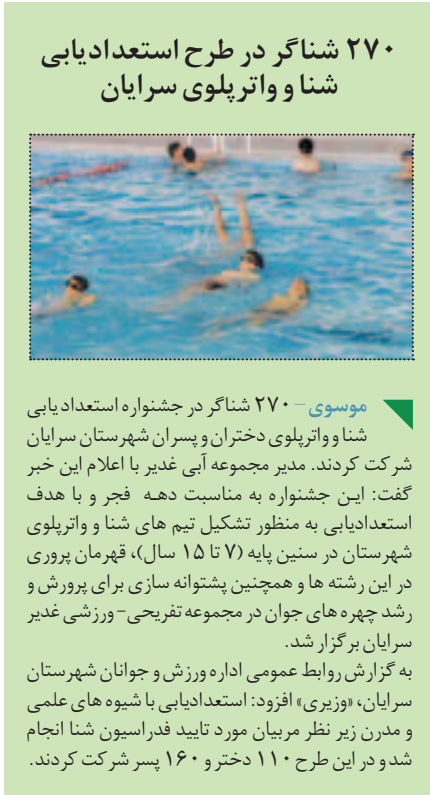 ۲۷۰ شناگر در طرح استعدادیابی
شنا و واترپلوی سرایان
موسوی – ۲۷۰ شناگر در جشنواره استعدادیابی
شنا و واترپلوی دختران و پسران شهرستان سرایان
شرکت کردند. مدیر مجموعه آبی غدیر با اعلام این خبر
گفت: این جشنواره به مناسبت دهه فجر و با هدف
استعدادیابی به منظور تشکیل تیم های شنا و واترپلوی
شهرستان در سنین پایه (۷ تا ۱۵ سال)، قهرمان پروری
در این رشته ها و همچنین پشتوانه سازی برای پرورش و
رشد چهره های جوان در مجموعه تفریحی- ورزشی غدیر
سرایان برگزار شد.
به گزارش روابط عمومی اداره ورزش و جوانان شهرستان
سرایان، «وزیری» افزود: استعدادیابی با شیوه های علمی
و مدرن زیر نظر مربیان مورد تایید فدراسیون شنا انجام
شد و در این طرح ۱۱۰ دختر و ۱۶۰ پسر شرکت کردند.